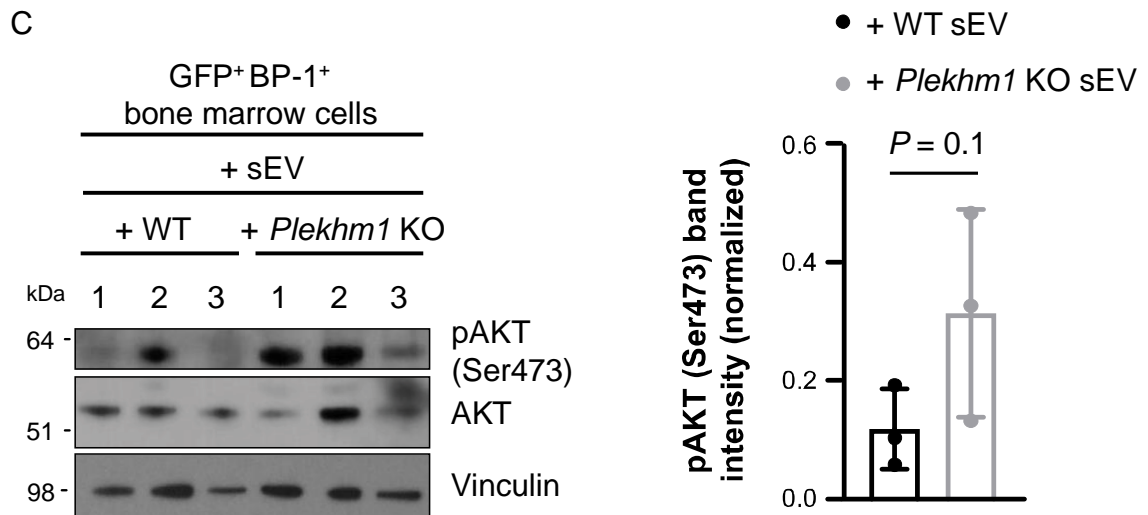 C
GFP⁺ BP-1⁺
bone marrow cells
+ sEV
+ WT + Plekhm1 KO
kDa 1 2 3 1 2 3
64 - pAKT
(Ser473)
AKT
51 -
98 - Vinculin
+ WT sEV
+ Plekhm1 KO sEV
pAKT (Ser473) band
intensity (normalized)
P = 0.1
0.6
0.4
0.2
0.0